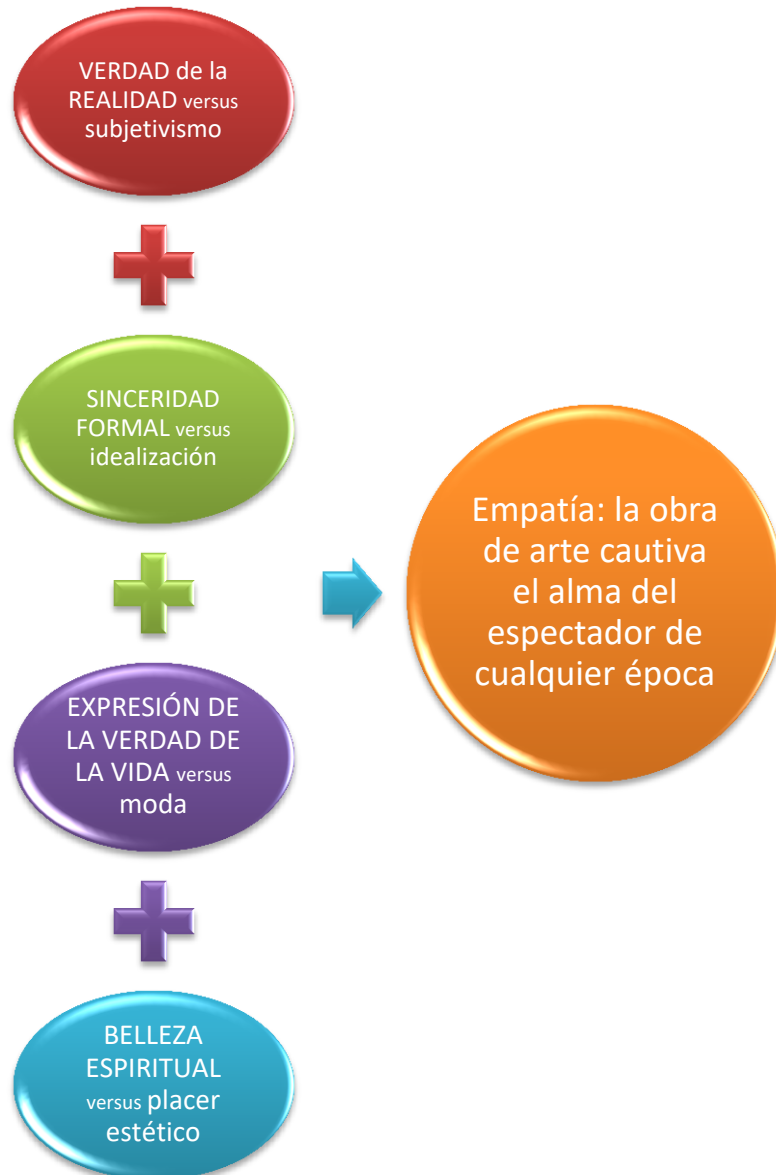 VERDAD de la
REALIDAD versus
subjetivismo
SINCERIDAD
FORMAL versus
idealización
EXPRESIÓN DE
LA VERDAD DE
LA VIDA versus
moda
BELLEZA
ESPIRITUAL
versus placer
estético
Empatía: la obra
de arte cautiva
el alma del
espectador de
cualquier época